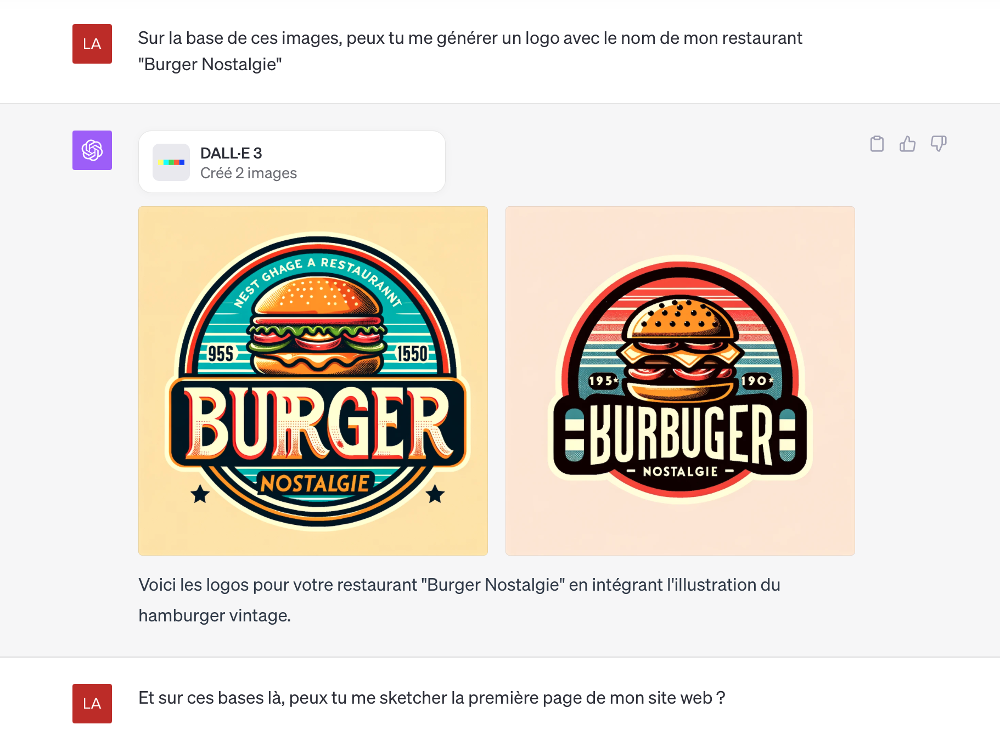 LA
Sur la base de ces images, peux tu me générer un logo avec le nom de mon restaurant
"Burger Nostalgie"
DALL·E 3
Créé 2 images
NEST GHAGE A RESTAURANNT
95S
1550
BURRGER
NOSTALGIE
195★
190★
KURBUGER
– NOSTALGIE –
Voici les logos pour votre restaurant "Burger Nostalgie" en intégrant l'illustration du
hamburger vintage.
LA
Et sur ces bases là, peux tu me sketcher la première page de mon site web ?